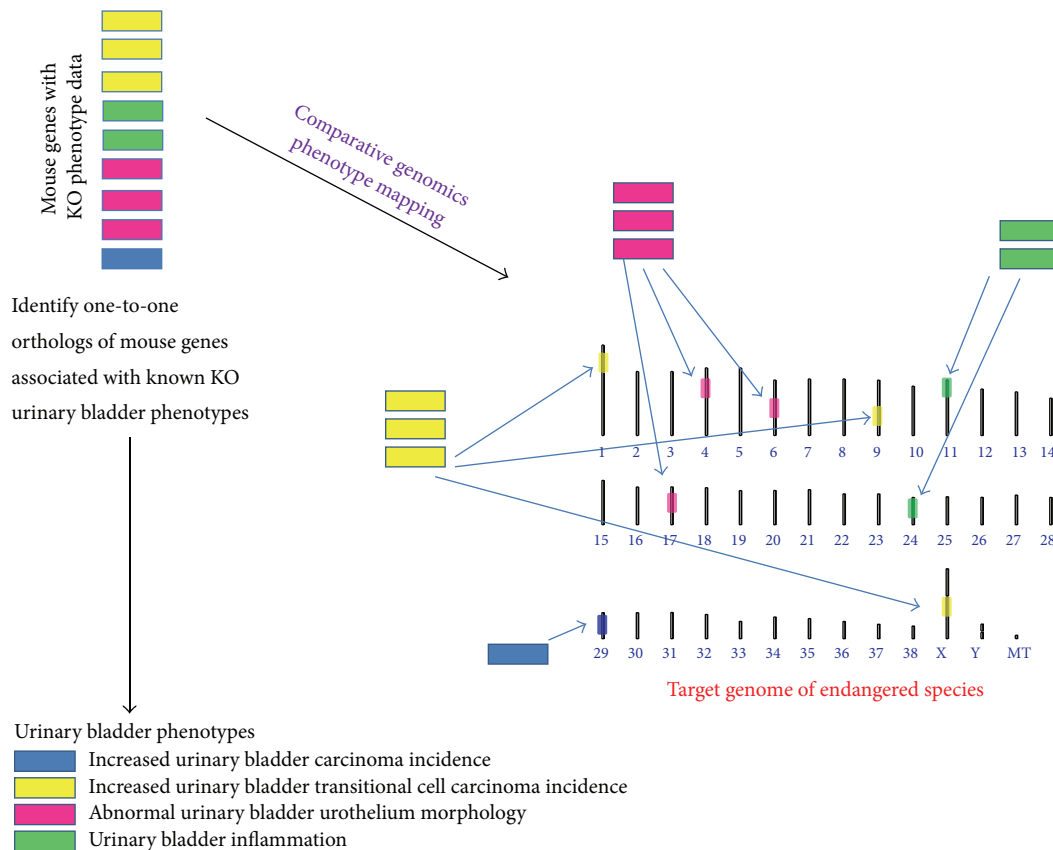 Mouse genes with
KO phenotype data
Comparative genomics
phenotype mapping
Identify one-to-one
orthologs of mouse genes
associated with known KO
urinary bladder phenotypes
1 2 3 4 5 6 7 8 9 10 11 12 13 14
15 16 17 18 19 20 21 22 23 24 25 26 27 28
29 30 31 32 33 34 35 36 37 38 X Y MT
Target genome of endangered species
Urinary bladder phenotypes
Increased urinary bladder carcinoma incidence
Increased urinary bladder transitional cell carcinoma incidence
Abnormal urinary bladder urothelium morphology
Urinary bladder inflammation